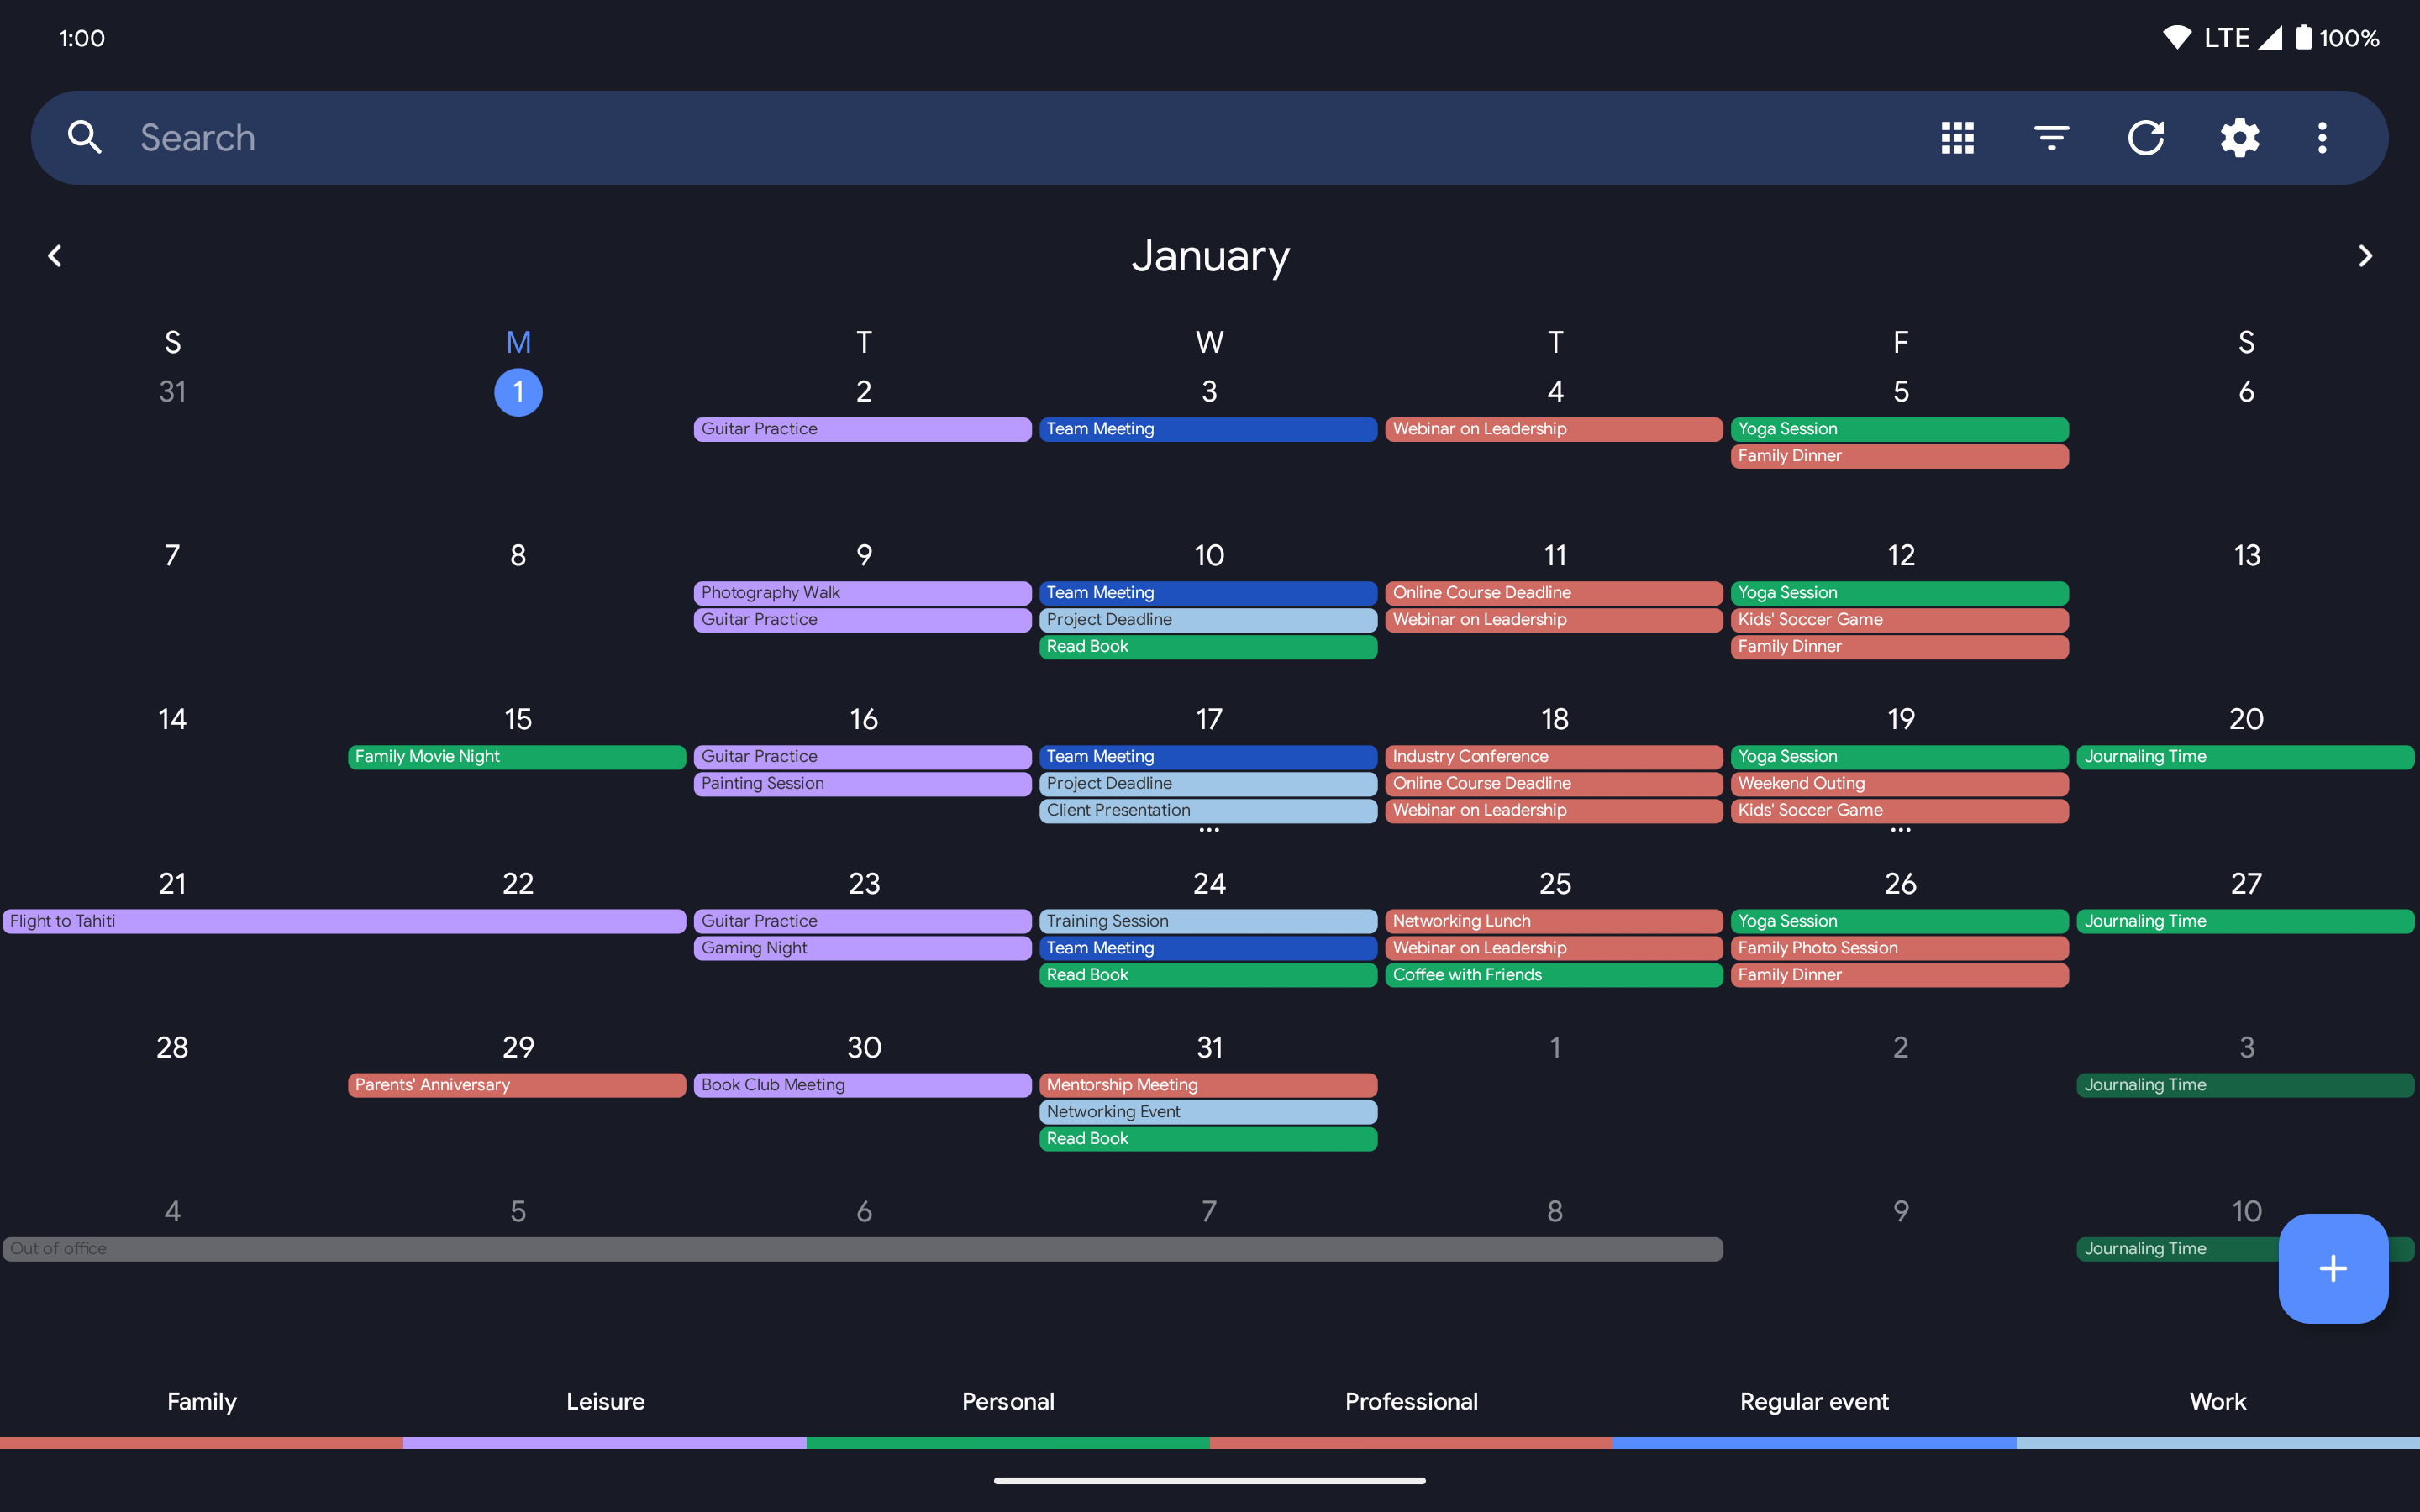 1:00
LTE 100%
Search
January
S M T W T F S
31 1 2 3 4 5 6
Guitar Practice Team Meeting Webinar on Leadership Yoga Session
Family Dinner
7 8 9 10 11 12 13
Photography Walk Team Meeting Online Course Deadline Yoga Session
Guitar Practice Project Deadline Webinar on Leadership Kids' Soccer Game
Read Book Family Dinner
14 15 16 17 18 19 20
Family Movie Night Guitar Practice Team Meeting Industry Conference Yoga Session Journaling Time
Painting Session Project Deadline Online Course Deadline Weekend Outing
Client Presentation Webinar on Leadership Kids' Soccer Game
... ...
21 22 23 24 25 26 27
Flight to Tahiti Guitar Practice Training Session Networking Lunch Yoga Session Journaling Time
Gaming Night Team Meeting Webinar on Leadership Family Photo Session
Read Book Coffee with Friends Family Dinner
28 29 30 31 1 2 3
Parents' Anniversary Book Club Meeting Mentorship Meeting Journaling Time
Networking Event
Read Book
4 5 6 7 8 9 10
Out of office Journaling Time
Family Leisure Personal Professional Regular event Work